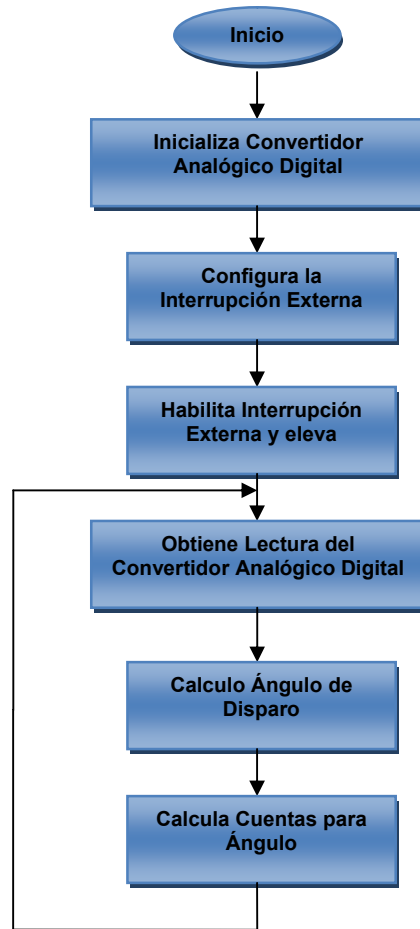 Inicio
Inicializa Convertidor
Analógico Digital
Configura la
Interrupción Externa
Habilita Interrupción
Externa y eleva
Obtiene Lectura del
Convertidor Analógico Digital
Calculo Ángulo de
Disparo
Calcula Cuentas para
Ángulo